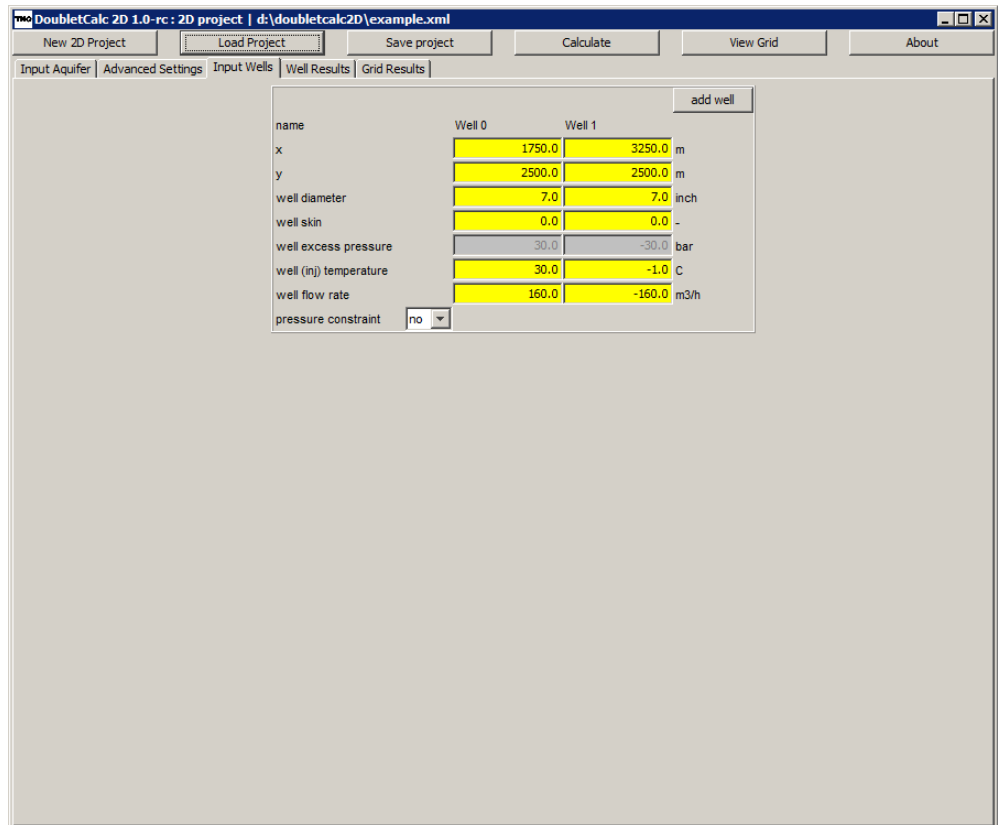 TNO DoubletCalc 2D 1.0-rc : 2D project | d:\doubletcalc2D\example.xml
New 2D Project Load Project Save project Calculate View Grid About
Input Aquifer Advanced Settings Input Wells Well Results Grid Results
add well
name Well 0 Well 1
x 1750.0 3250.0 m
y 2500.0 2500.0 m
well diameter 7.0 7.0 inch
well skin 0.0 0.0 -
well excess pressure 30.0 -30.0 bar
well (inj) temperature 30.0 -1.0 C
well flow rate 160.0 -160.0 m3/h
pressure constraint no